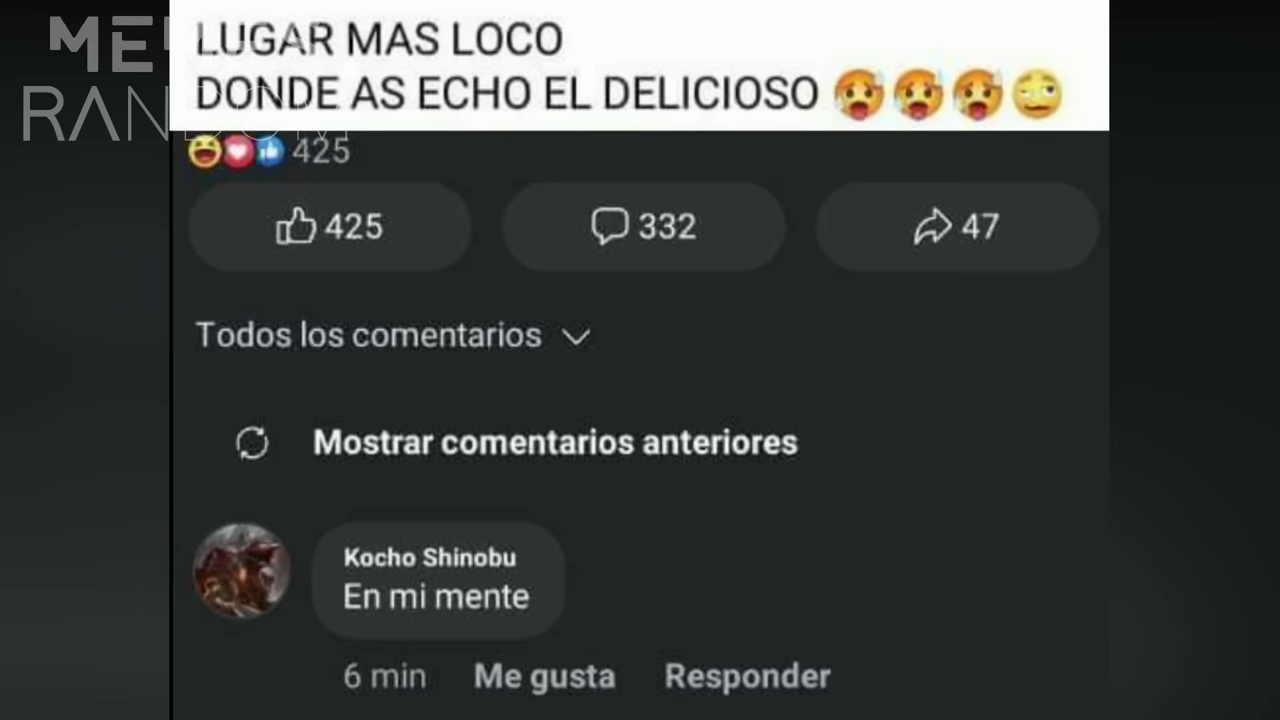 LUGAR MAS LOCO
DONDE AS ECHO EL DELICIOSO
425
425 332 47
Todos los comentarios
Mostrar comentarios anteriores
Kocho Shinobu
En mi mente
6 min Me gusta Responder